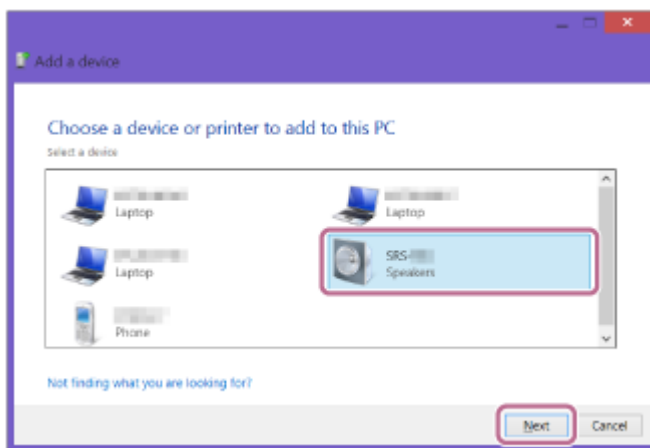 Add a device
Choose a device or printer to add to this PC
Select a device
Laptop
Laptop
Laptop
SRS-
Speakers
Phone
Not finding what you are looking for?
Next
Cancel